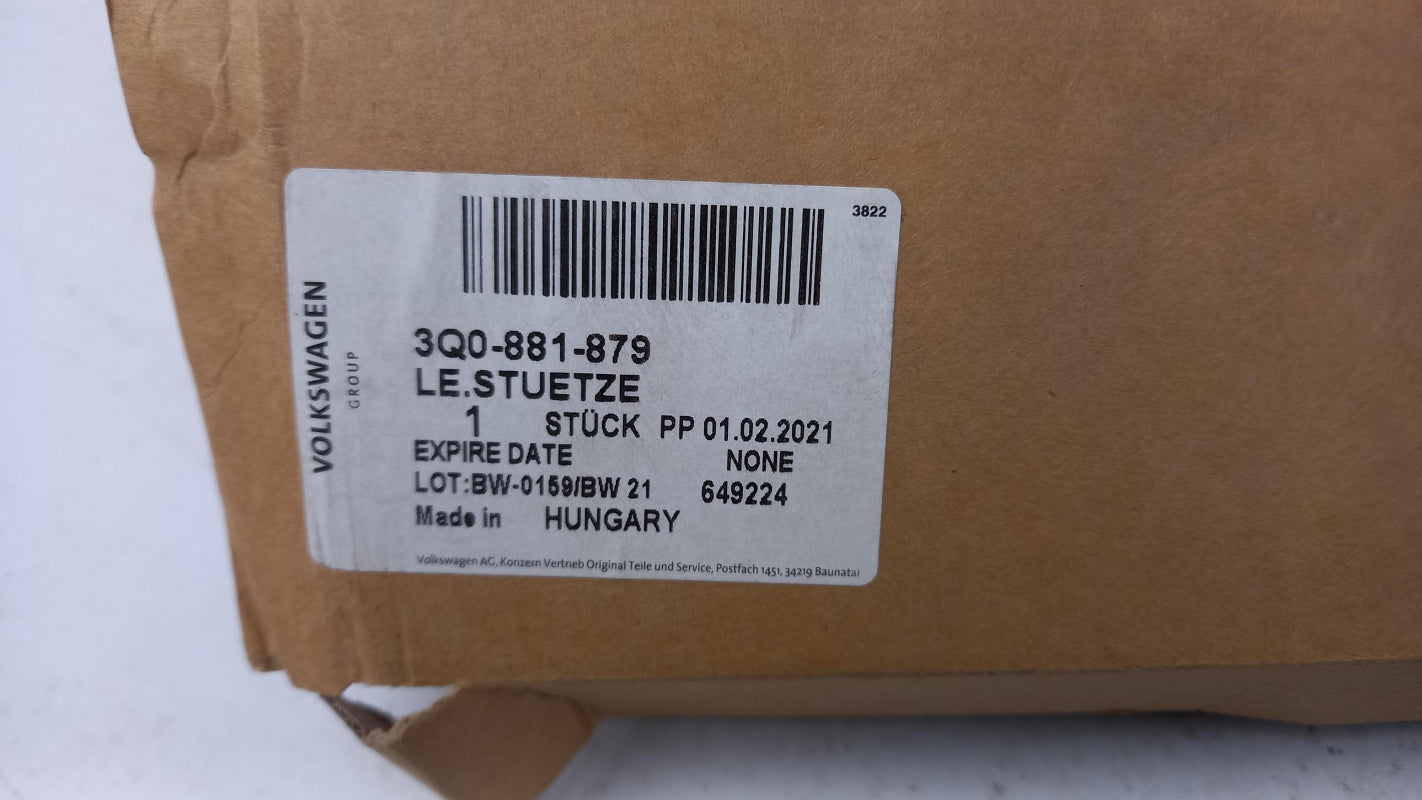 3822
VOLKSWAGEN
GROUP
3Q0-881-879
LE.STUETZE
1 STÜCK PP 01.02.2021
EXPIRE DATE NONE
LOT:BW-0159/BW 21 649224
Made in HUNGARY
Volkswagen AG, Konzern Vertrieb Original Teile und Service, Postfach 1451, 34219 Baunatal